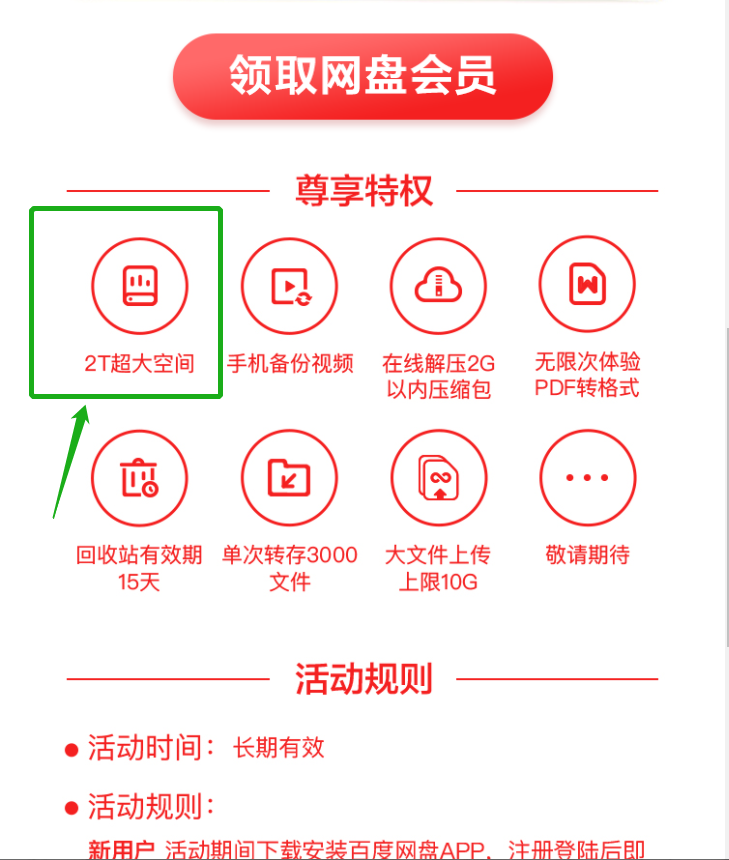 领取网盘会员
尊享特权
2T超大空间
手机备份视频
在线解压2G
以内压缩包
无限次体验
PDF转格式
回收站有效期
15天
单次转存3000
文件
大文件上传
上限10G
敬请期待
活动规则
活动时间：长期有效
活动规则：
新用户 活动期间下载安装百度网盘APP，注册登陆后即